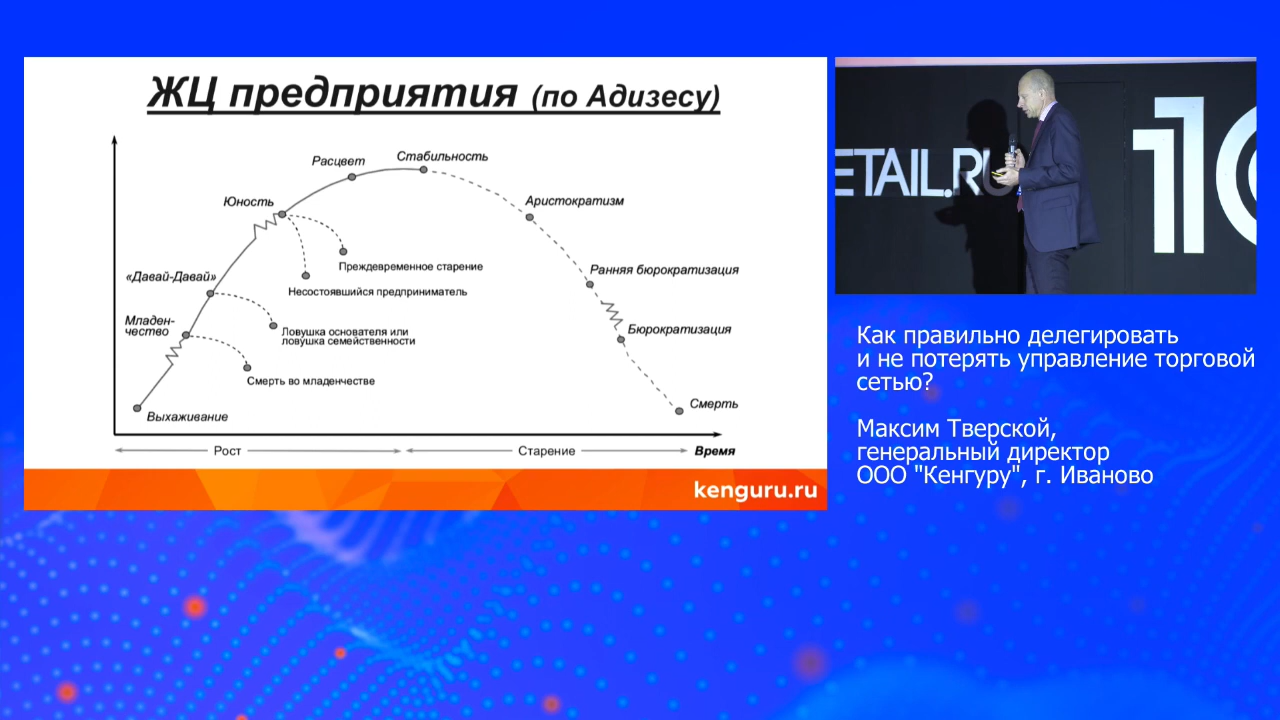 ЖЦ предприятия (по Адизесу)
Расцвет
Стабильность
Юность
Аристократизм
Преждевременное старение
Ранняя бюрократизация
«Давай-Давай»
Несостоявшийся предприниматель
Младен-
чество
Ловушка основателя или
ловушка семейственности
Бюрократизация
Смерть во младенчестве
Выхаживание
Смерть
Рост
Старение
Время
kenguru.ru
ETAIL.RU
10
Как правильно делегировать
и не потерять управление торговой
сетью?
Максим Тверской,
генеральный директор
ООО "Кенгуру", г. Иваново